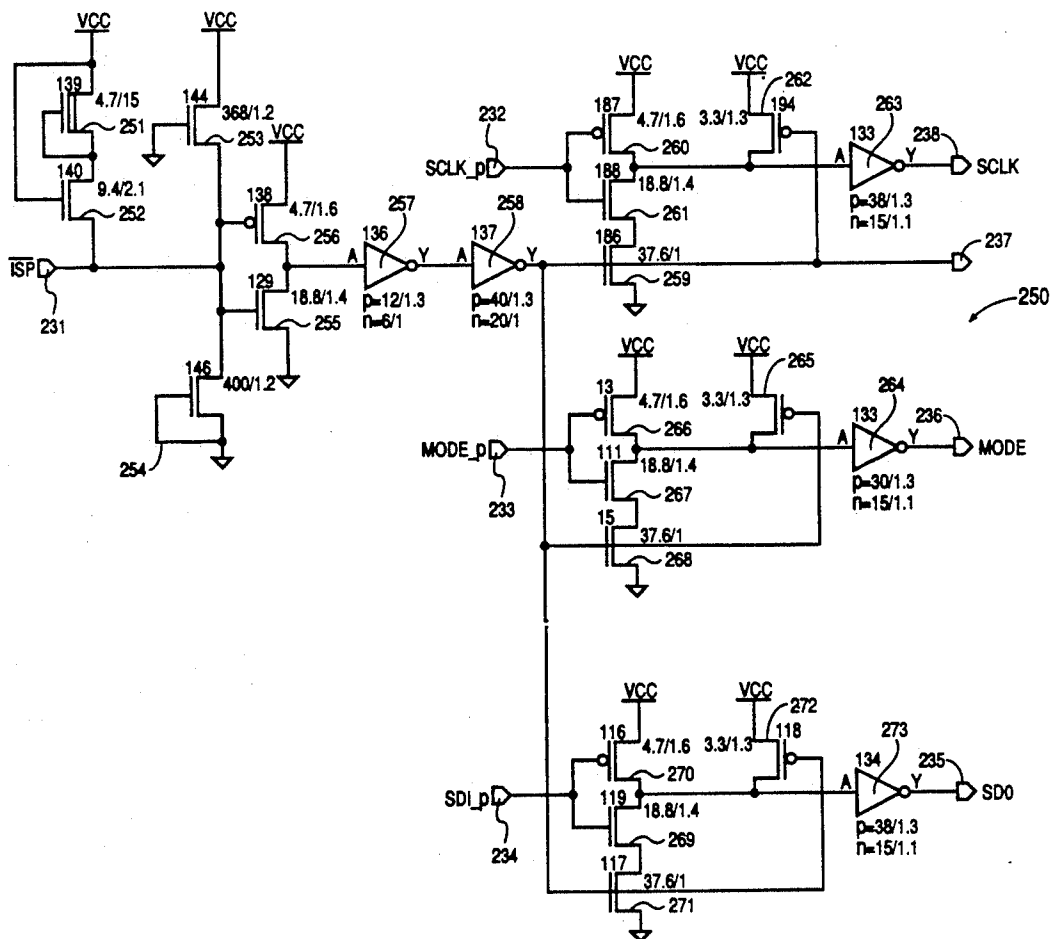 VCC
VCC
139
4.7/15
251
144
368/1.2
253
VCC
140
9.4/2.1
252
138
4.7/1.6
256
ISP
231
129
18.8/1.4
255
146
400/1.2
254
A
136
257
Y
p=12/1.3
n=6/1
A
137
258
Y
p=40/1.3
n=20/1
VCC
VCC
262
187
4.7/1.6
260
3.3/1.3
194
263
232
SCLK_p
188
18.8/1.4
261
A
133
Y
238
SCLK
p=38/1.3
n=15/1.1
186
37.6/1
259
237
250
VCC
VCC
265
13
4.7/1.6
266
3.3/1.3
264
MODE_p
233
111
18.8/1.4
267
A
133
Y
236
MODE
p=30/1.3
n=15/1.1
15
37.6/1
268
VCC
VCC
272
116
4.7/1.6
270
3.3/1.3
118
273
SDI_p
234
119
18.8/1.4
269
A
134
Y
235
SD0
p=38/1.3
n=15/1.1
117
37.6/1
271